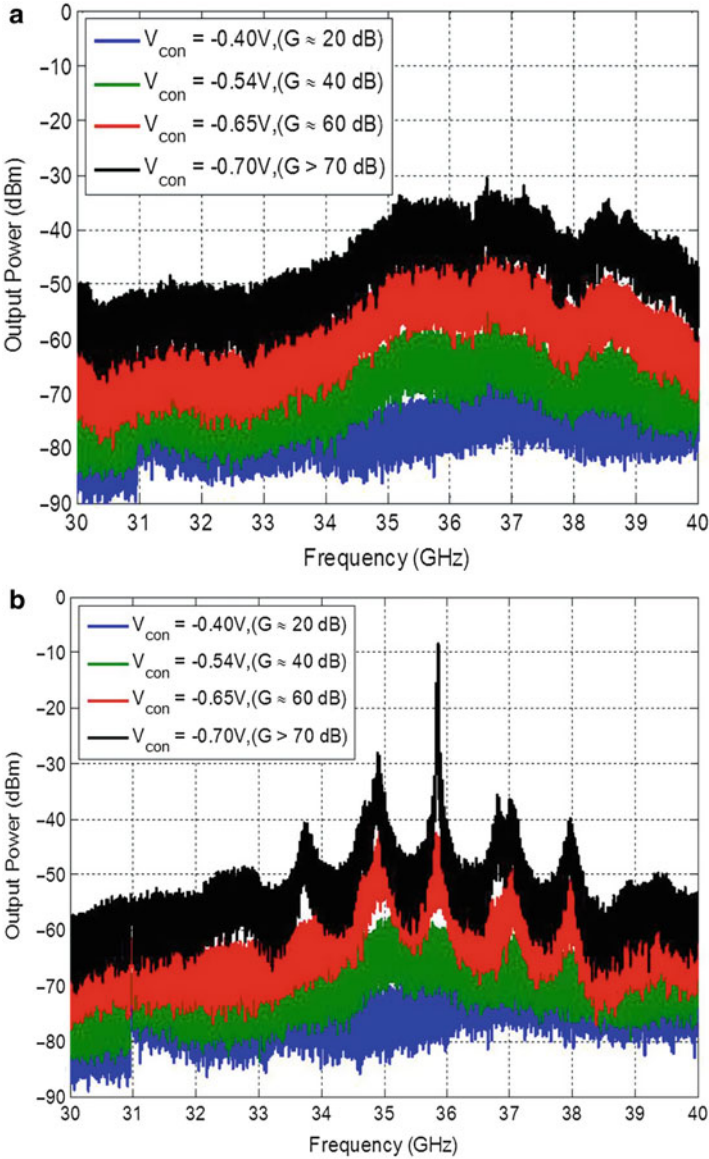 a
Output Power (dBm)
0
−10
−20
−30
−40
−50
−60
−70
−80
−90
V_con = -0.40V,(G ≈ 20 dB)
V_con = -0.54V,(G ≈ 40 dB)
V_con = -0.65V,(G ≈ 60 dB)
V_con = -0.70V,(G > 70 dB)
30 31 32 33 34 35 36 37 38 39 40
Frequency (GHz)
b
Output Power (dBm)
0
−10
−20
−30
−40
−50
−60
−70
−80
−90
V_con = -0.40V,(G ≈ 20 dB)
V_con = -0.54V,(G ≈ 40 dB)
V_con = -0.65V,(G ≈ 60 dB)
V_con = -0.70V,(G > 70 dB)
30 31 32 33 34 35 36 37 38 39 40
Frequency (GHz)